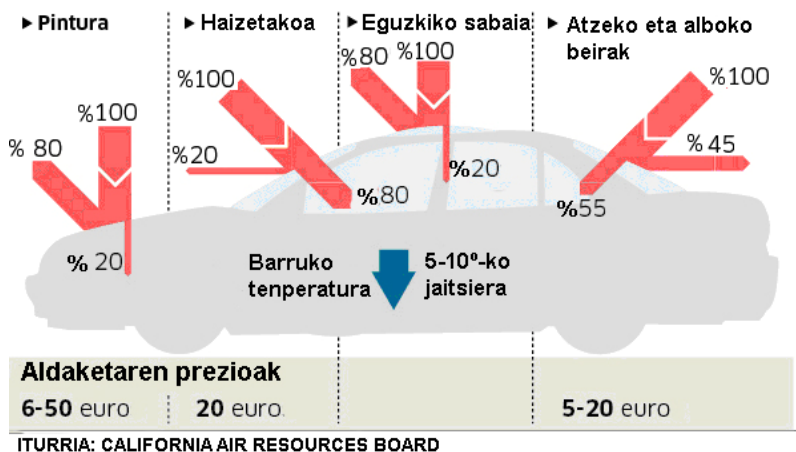 ▶ Pintura
▶ Haizetakoa
▶ Eguzkiko sabaia
▶ Atzeko eta alboko
beirak
%100
% 80
% 20
%100
%20
%80
%80
%100
%20
%100
% 45
%55
Barruko
tenperatura
5-10º-ko
jaitsiera
Aldaketaren prezioak
6-50 euro
20 euro.
5-20 euro
ITURRIA: CALIFORNIA AIR RESOURCES BOARD